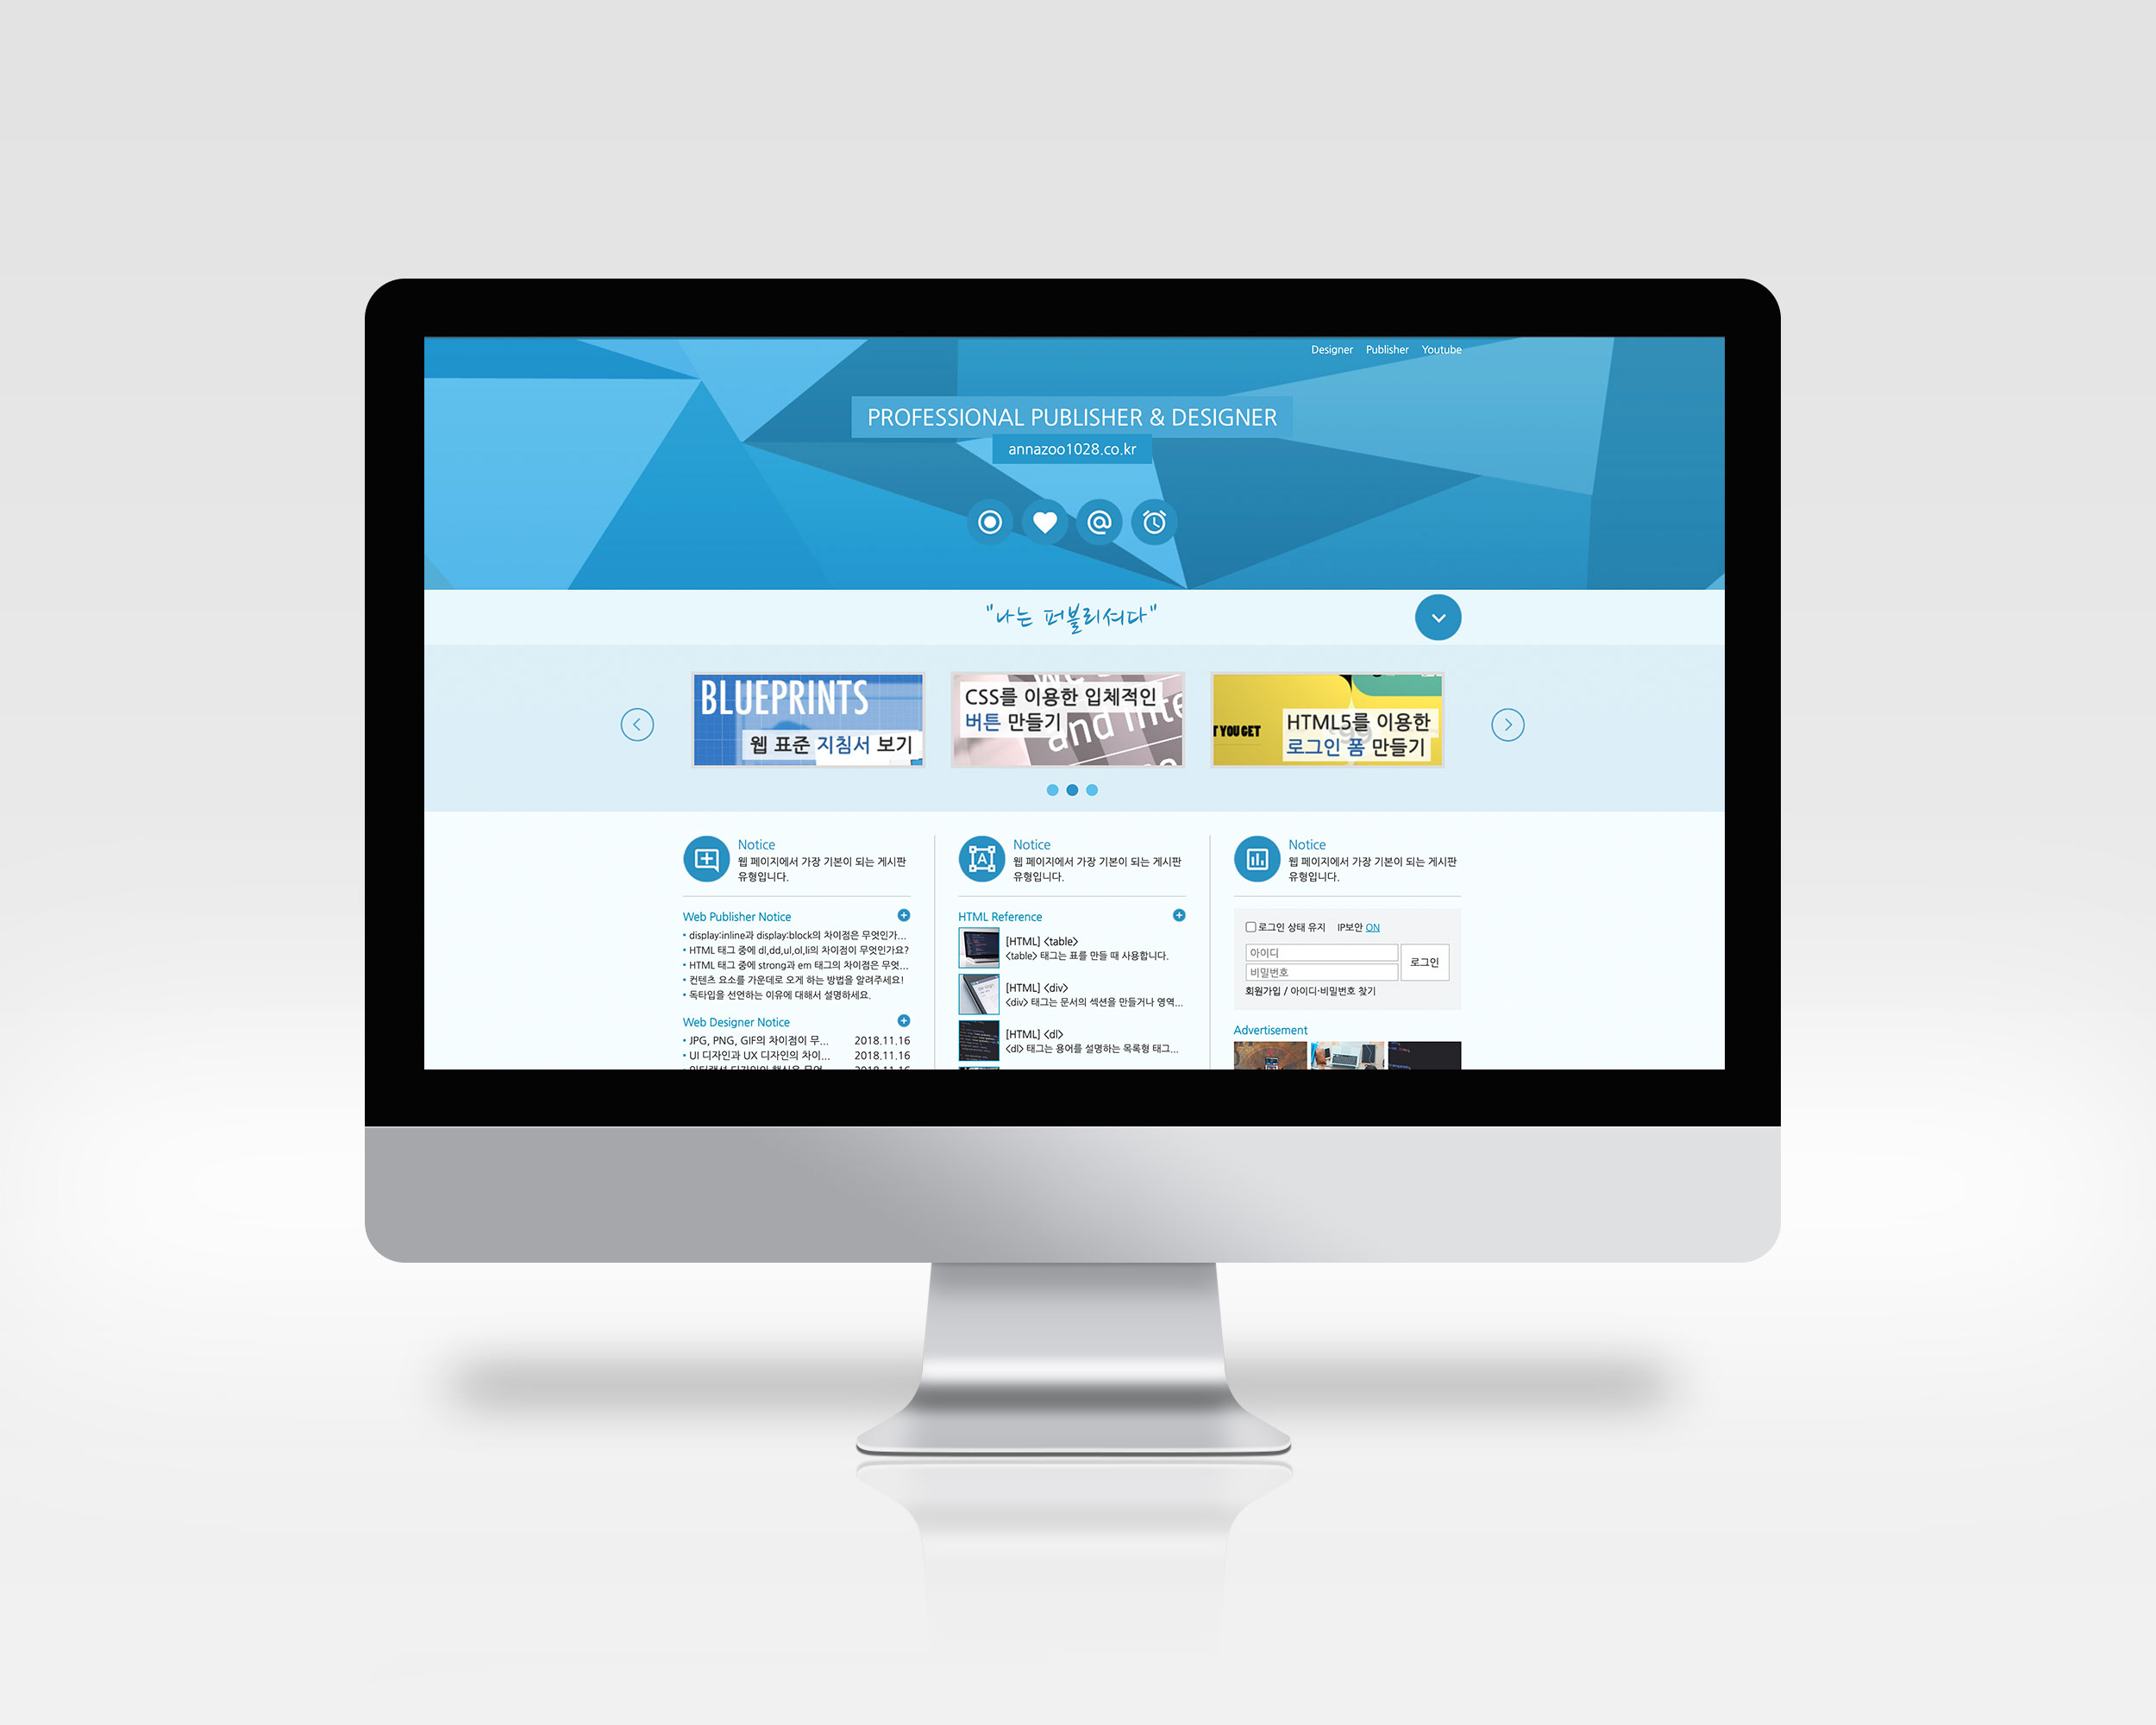 Designer Publisher Youtube
PROFESSIONAL PUBLISHER & DESIGNER
annazoo1028.co.kr
"나는 퍼블리셔다"
BLUEPRINTS
웹 표준 지침서 보기
CSS를 이용한 입체적인
버튼 만들기
and inte
T YOU GET
HTML5를 이용한
로그인 폼 만들기
Notice
웹 페이지에서 가장 기본이 되는 게시판
유형입니다.
Web Publisher Notice
• display:inline과 display:block의 차이점은 무엇인가...
• HTML 태그 중에 dl,dd,ul,ol,li의 차이점이 무엇인가요?
• HTML 태그 중에 strong과 em 태그의 차이점은 무엇...
• 컨텐츠 요소를 가운데로 오게 하는 방법을 알려주세요!
• 독타입을 선언하는 이유에 대해서 설명하세요.
Web Designer Notice
• JPG, PNG, GIF의 차이점이 무... 2018.11.16
• UI 디자인과 UX 디자인의 차이... 2018.11.16
Notice
웹 페이지에서 가장 기본이 되는 게시판
유형입니다.
HTML Reference
[HTML] <table>
<table> 태그는 표를 만들 때 사용합니다.
[HTML] <div>
<div> 태그는 문서의 섹션을 만들거나 영역...
[HTML] <dl>
<dl> 태그는 용어를 설명하는 목록형 태그...
Notice
웹 페이지에서 가장 기본이 되는 게시판
유형입니다.
로그인 상태 유지 IP보안 ON
아이디
비밀번호
로그인
회원가입 / 아이디·비밀번호 찾기
Advertisement